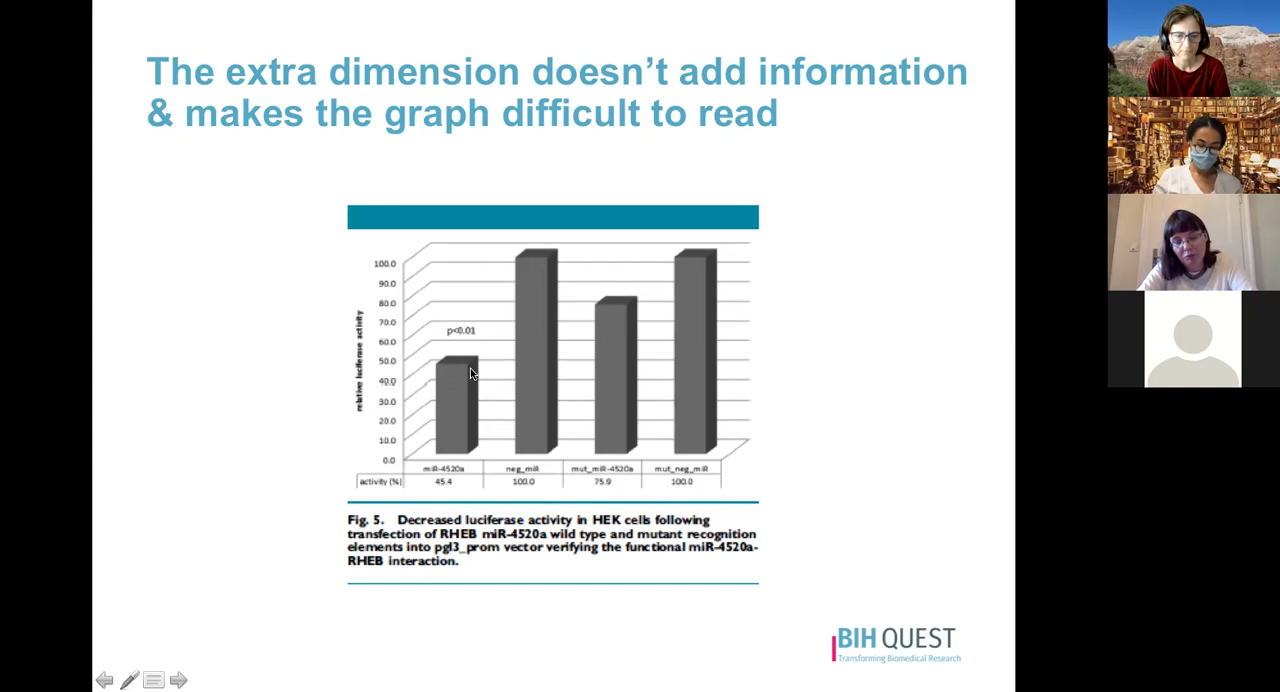 The extra dimension doesn't add information
& makes the graph difficult to read
100.0
90.0
80.0
70.0
60.0
50.0
40.0
30.0
20.0
10.0
0.0
relative luciferase activity
p<0.01
miR-4520a neg_miR mut_miR-4520a mut_neg_miR
activity (%) 45.4 100.0 75.9 100.0
Fig. 5. Decreased luciferase activity in HEK cells following
transfection of RHEB miR-4520a wild type and mutant recognition
elements into pgl3_prom vector verifying the functional miR-4520a-
RHEB interaction.
BIH QUEST
Transforming Biomedical Research